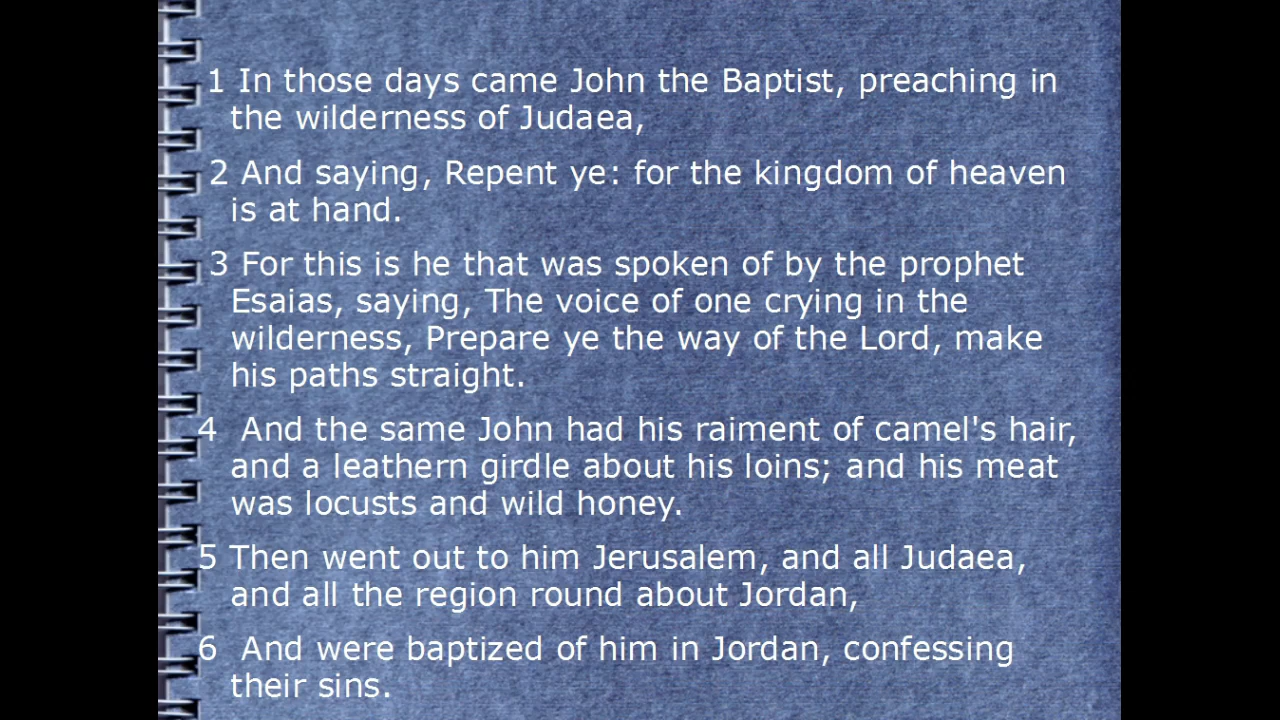 1 In those days came John the Baptist, preaching in
the wilderness of Judaea,
2 And saying, Repent ye: for the kingdom of heaven
is at hand.
3 For this is he that was spoken of by the prophet
Esaias, saying, The voice of one crying in the
wilderness, Prepare ye the way of the Lord, make
his paths straight.
4 And the same John had his raiment of camel's hair,
and a leathern girdle about his loins; and his meat
was locusts and wild honey.
5 Then went out to him Jerusalem, and all Judaea,
and all the region round about Jordan,
6 And were baptized of him in Jordan, confessing
their sins.